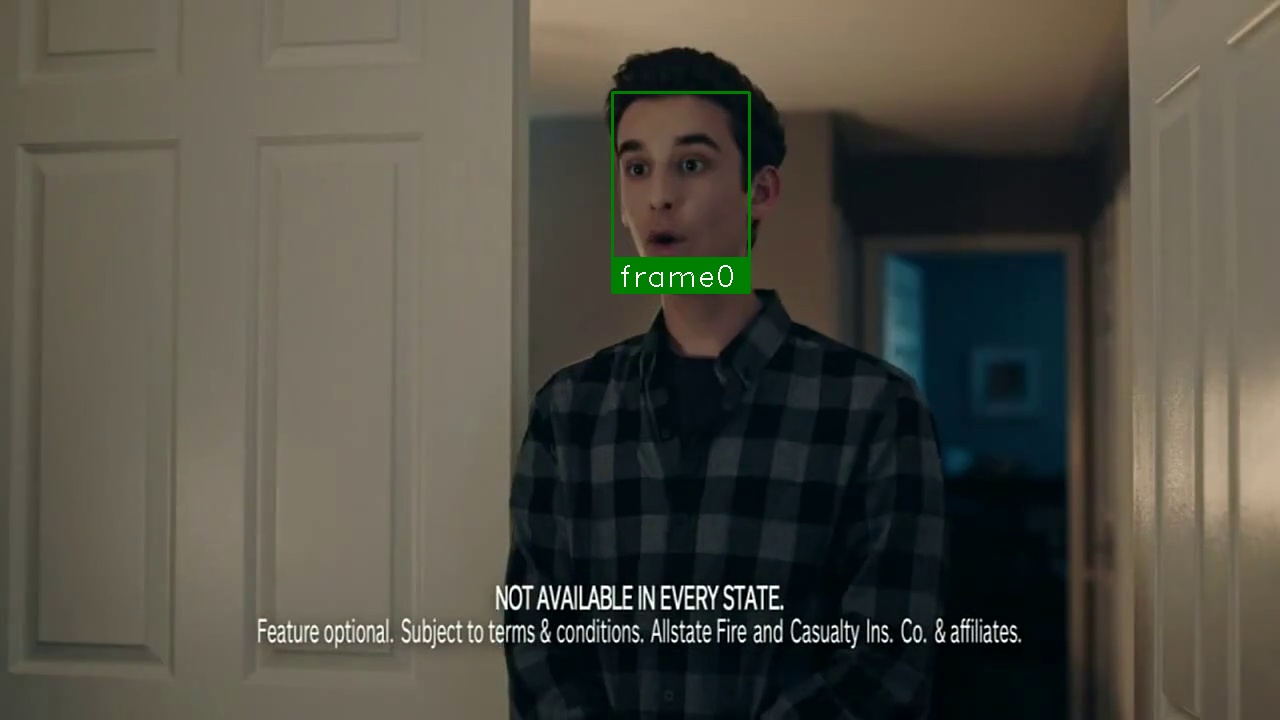 frame0
NOT AVAILABLE IN EVERY STATE.
Feature optional. Subject to terms & conditions. Allstate Fire and Casualty Ins. Co. & affiliates.